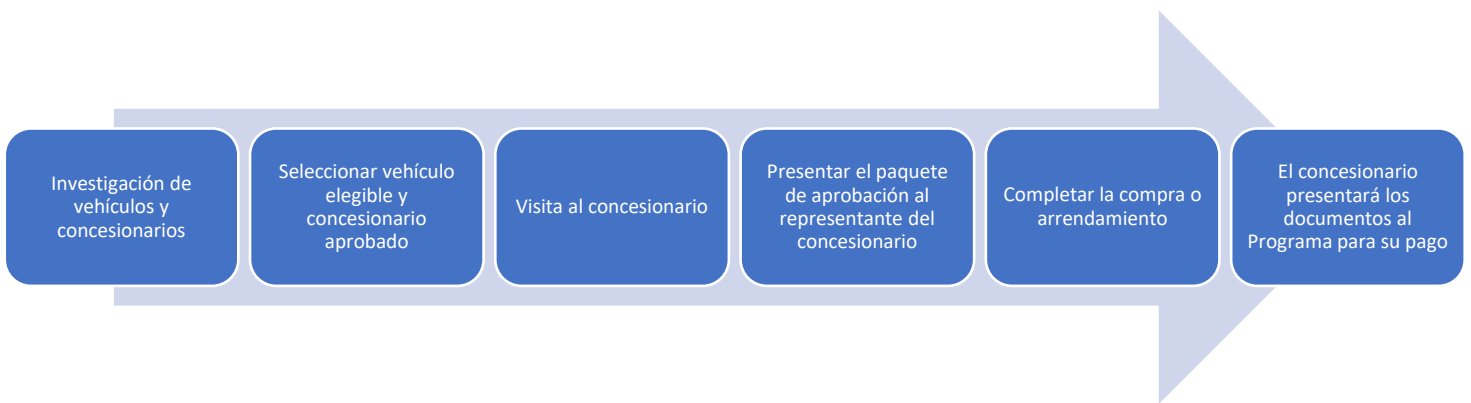 Investigación de
vehículos y
concesionarios
Seleccionar vehículo
elegible y
concesionario
aprobado
Visita al concesionario
Presentar el paquete
de aprobación al
representante del
concesionario
Completar la compra o
arrendamiento
El concesionario
presentará los
documentos al
Programa para su pago